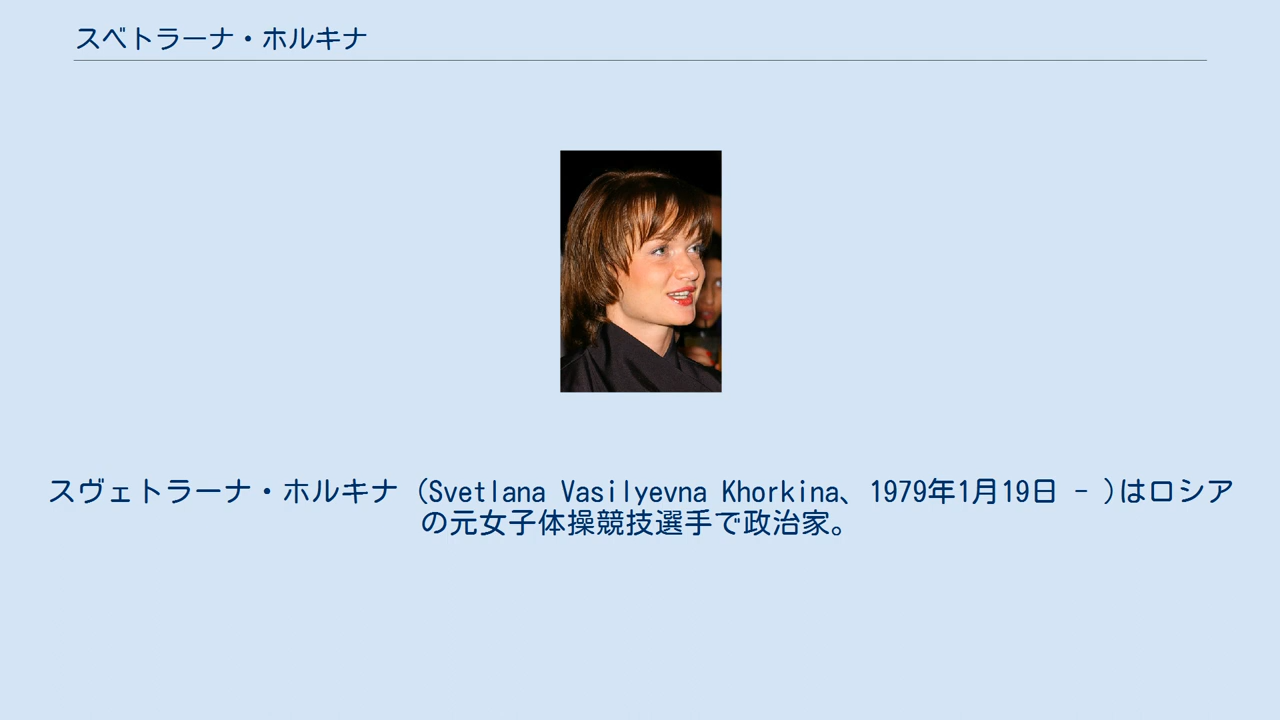 スベトラーナ・ホルキナ
スヴェトラーナ・ホルキナ (Svetlana Vasilyevna Khorkina、1979年1月19日 - )はロシア
の元女子体操競技選手で政治家。